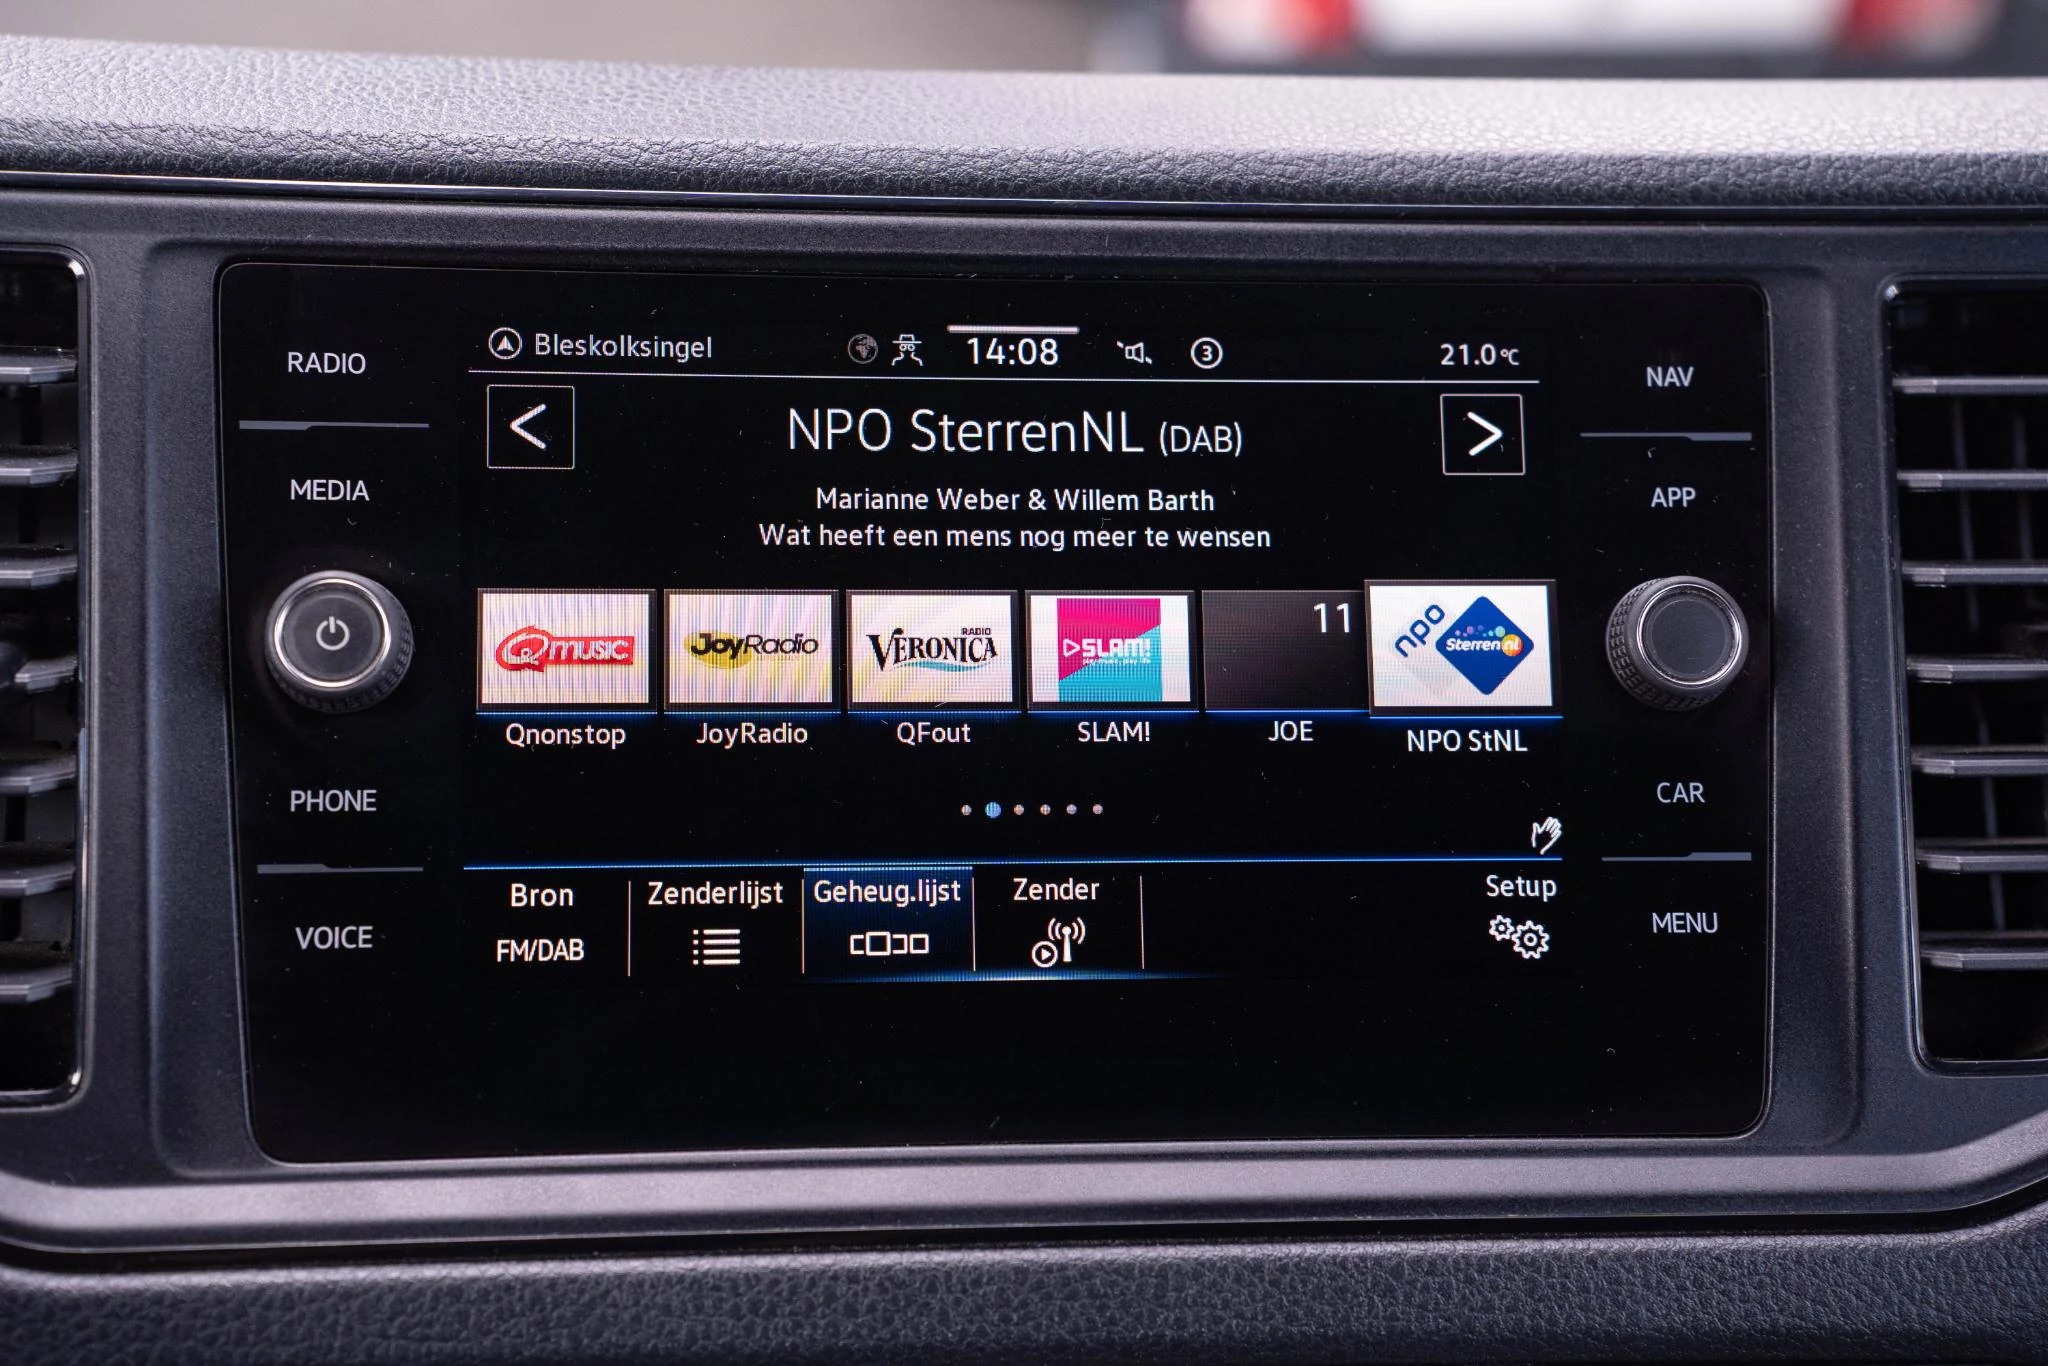 RADIO
MEDIA
PHONE
VOICE
Bleskolksingel
14:08
3
21.0°C
NPO SterrenNL (DAB)
Marianne Weber & Willem Barth
Wat heeft een mens nog meer te wensen
Q music
JoyRadio
RADIO
VERONICA
SLAM!
11
npo
Sterren nl
Qnonstop
JoyRadio
QFout
SLAM!
JOE
NPO StNL
Bron
FM/DAB
Zenderlijst
Geheug.lijst
Zender
Setup
NAV
APP
CAR
MENU